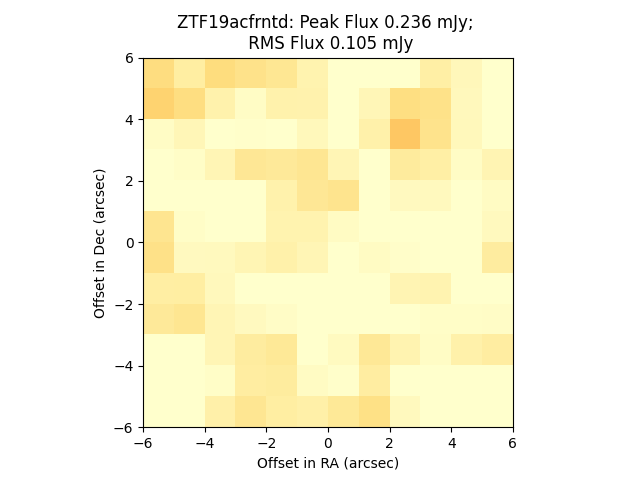 ZTF19acfrntd: Peak Flux 0.236 mJy;
RMS Flux 0.105 mJy
6
4
2
0
−2
−4
−6
Offset in Dec (arcsec)
−6 −4 −2 0 2 4 6
Offset in RA (arcsec)